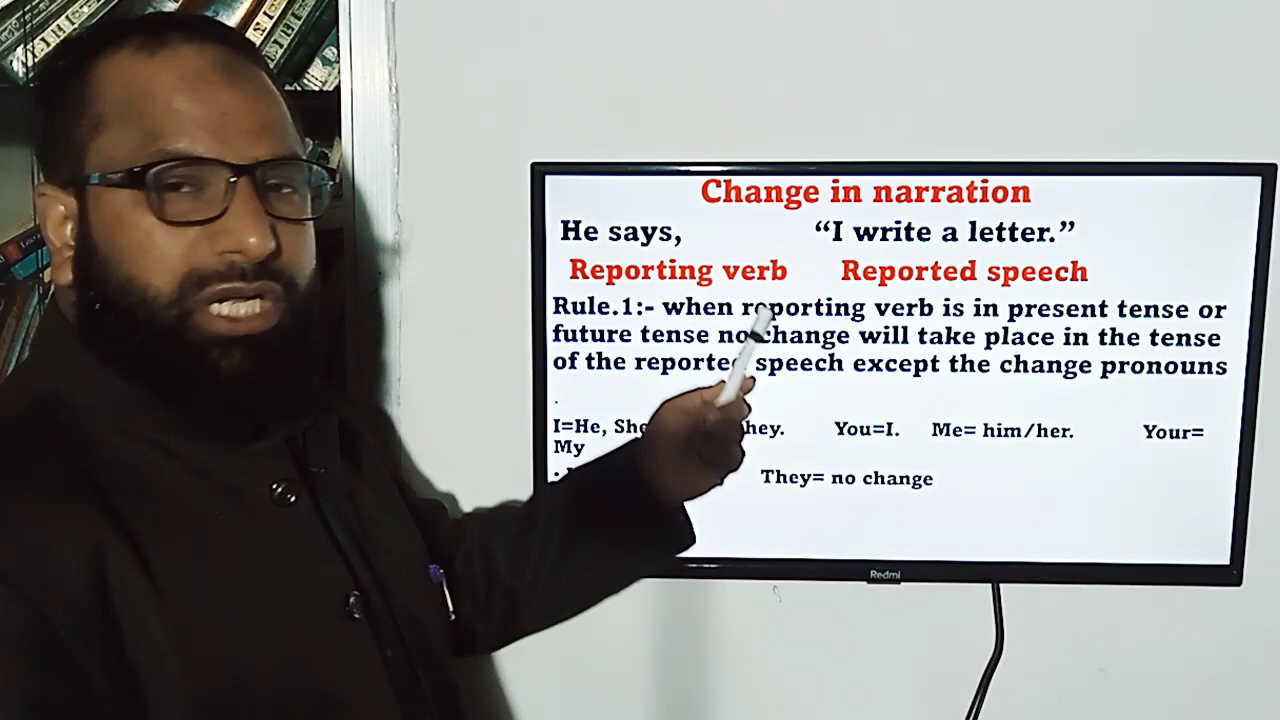 Change in narration
He says, “I write a letter.”
Reporting verb Reported speech
Rule.1:- when reporting verb is in present tense or
future tense no change will take place in the tense
of the reported speech except the change pronouns
.
I=He, She You=I. Me= him/her. Your=
My
They= no change
Redmi